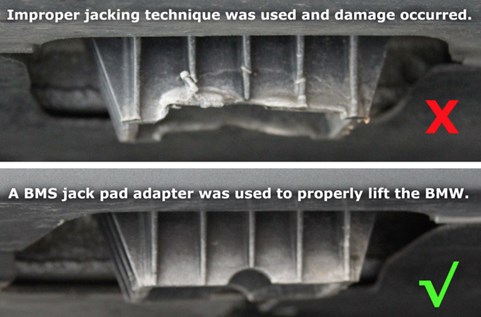 Improper jacking technique was used and damage occurred.
X
A BMS jack pad adapter was used to properly lift the BMW.